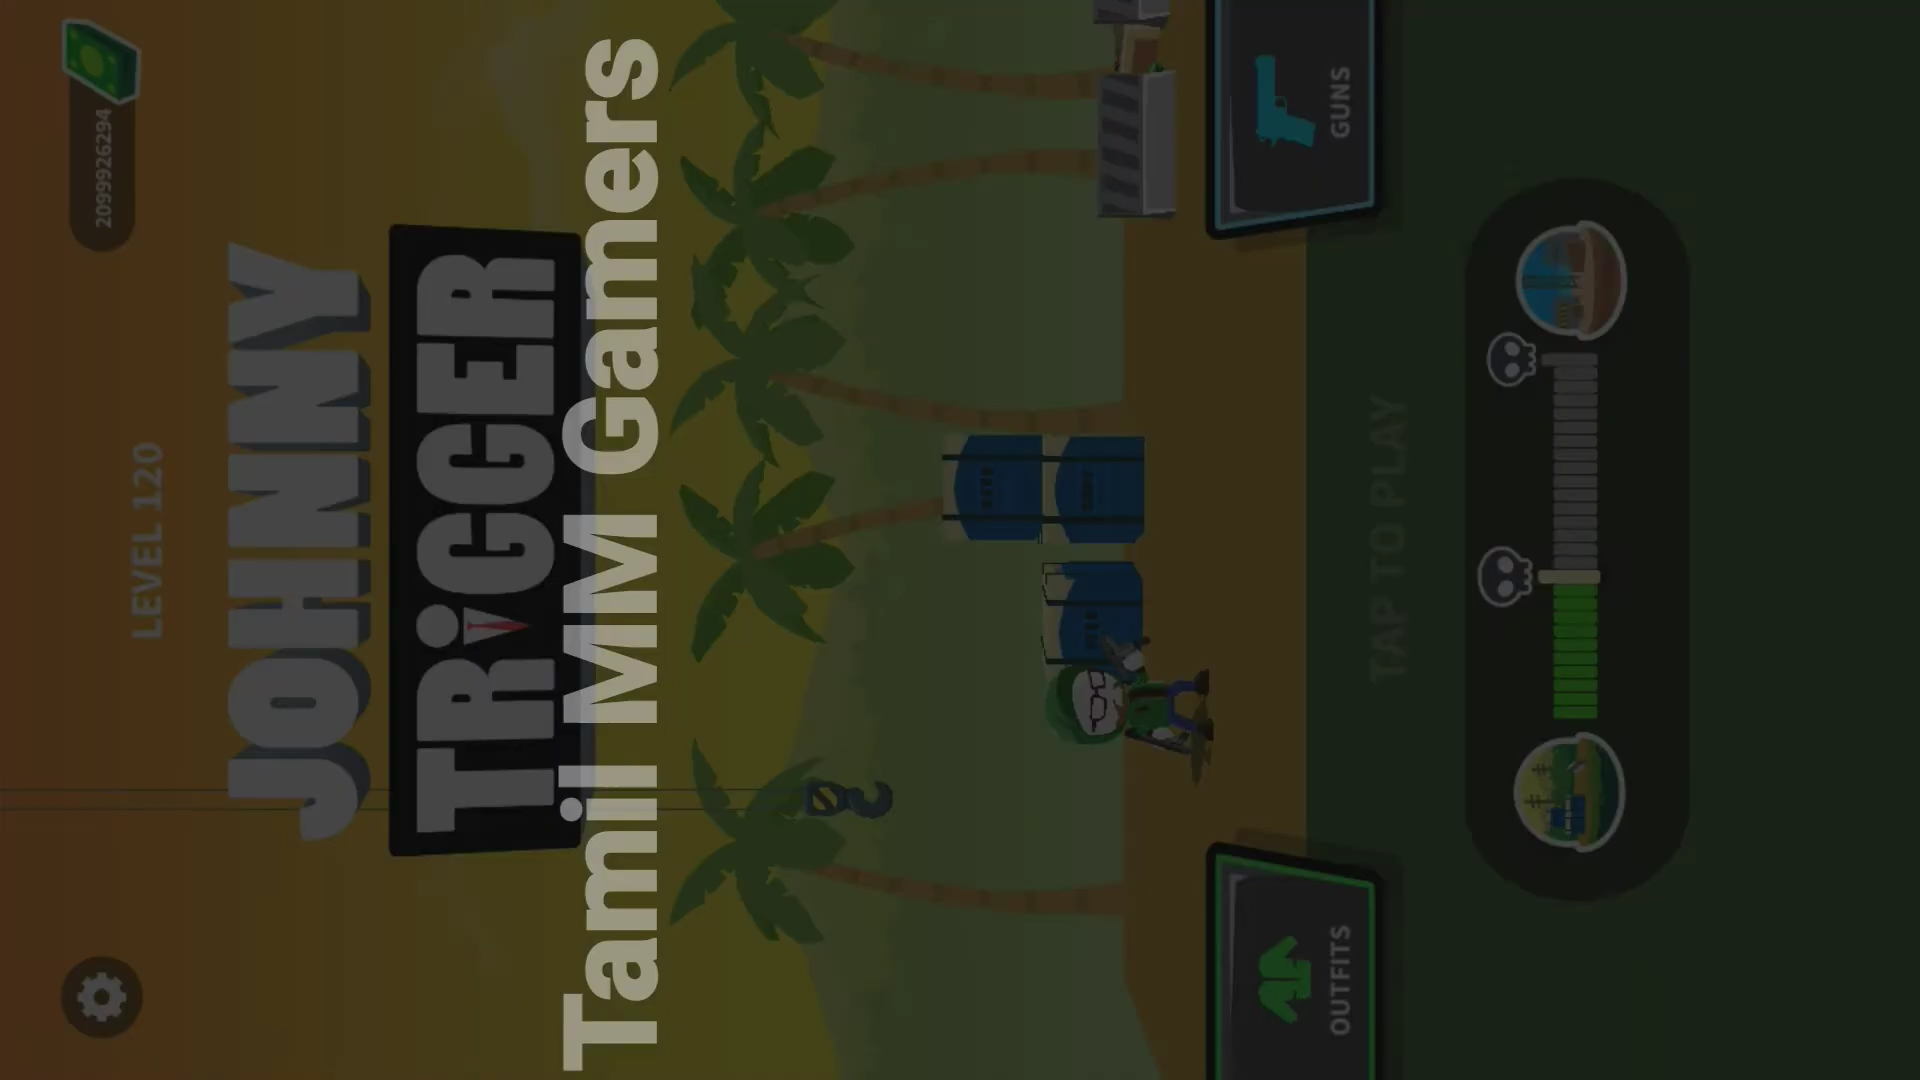 2099926294
LEVEL 120
JOHNNY
TRiGGER
Tamil MM Gamers
GUNS
OUTFITS
TAP TO PLAY